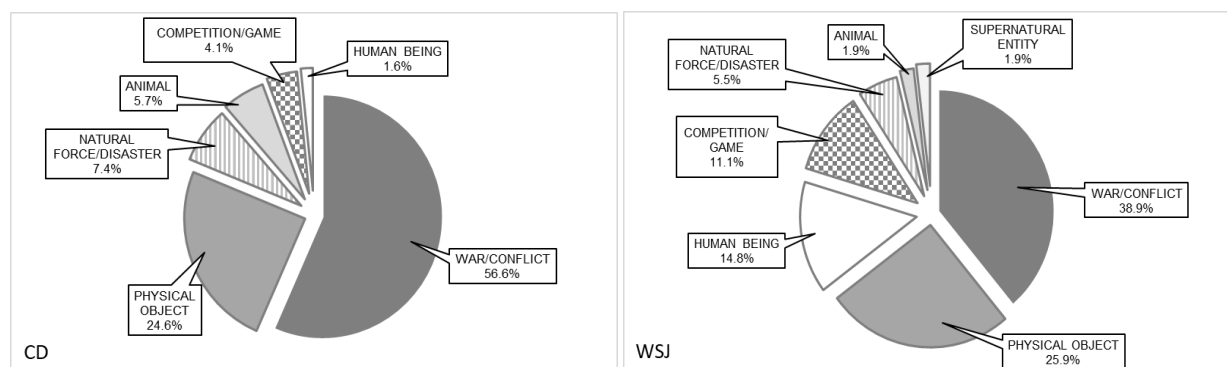 COMPETITION/GAME
4.1%
HUMAN BEING
1.6%
ANIMAL
5.7%
NATURAL
FORCE/DISASTER
7.4%
WAR/CONFLICT
56.6%
PHYSICAL
OBJECT
24.6%
CD
ANIMAL
1.9%
SUPERNATURAL
ENTITY
1.9%
NATURAL
FORCE/DISASTER
5.5%
COMPETITION/
GAME
11.1%
WAR/CONFLICT
38.9%
HUMAN BEING
14.8%
PHYSICAL OBJECT
25.9%
WSJ